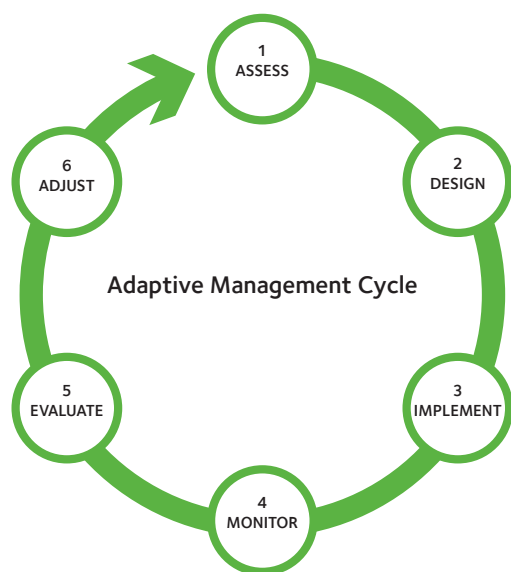 1
ASSESS
2
DESIGN
3
IMPLEMENT
4
MONITOR
5
EVALUATE
6
ADJUST
Adaptive Management Cycle